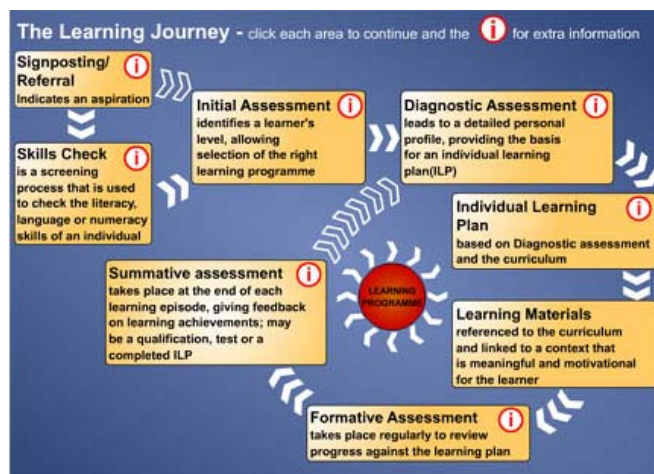 The Learning Journey - click each area to continue and the i for extra information
Signposting/
Referral
i
Indicates an aspiration
Initial Assessment
i
identifies a learner's
level, allowing
selection of the right
learning programme
Diagnostic Assessment
i
leads to a detailed personal
profile, providing the basis
for an individual learning
plan(ILP)
Skills Check
i
is a screening
process that is used
to check the literacy,
language or numeracy
skills of an individual
Individual Learning
Plan
i
based on Diagnostic assessment
and the curriculum
Summative assessment
i
takes place at the end of each
learning episode, giving feedback
on learning achievements; may
be a qualification, test or a
completed ILP
LEARNING
PROGRAMME
Learning Materials
referenced to the curriculum
and linked to a context that
is meaningful and motivational
for the learner
Formative Assessment
i
takes place regularly to review
progress against the learning plan